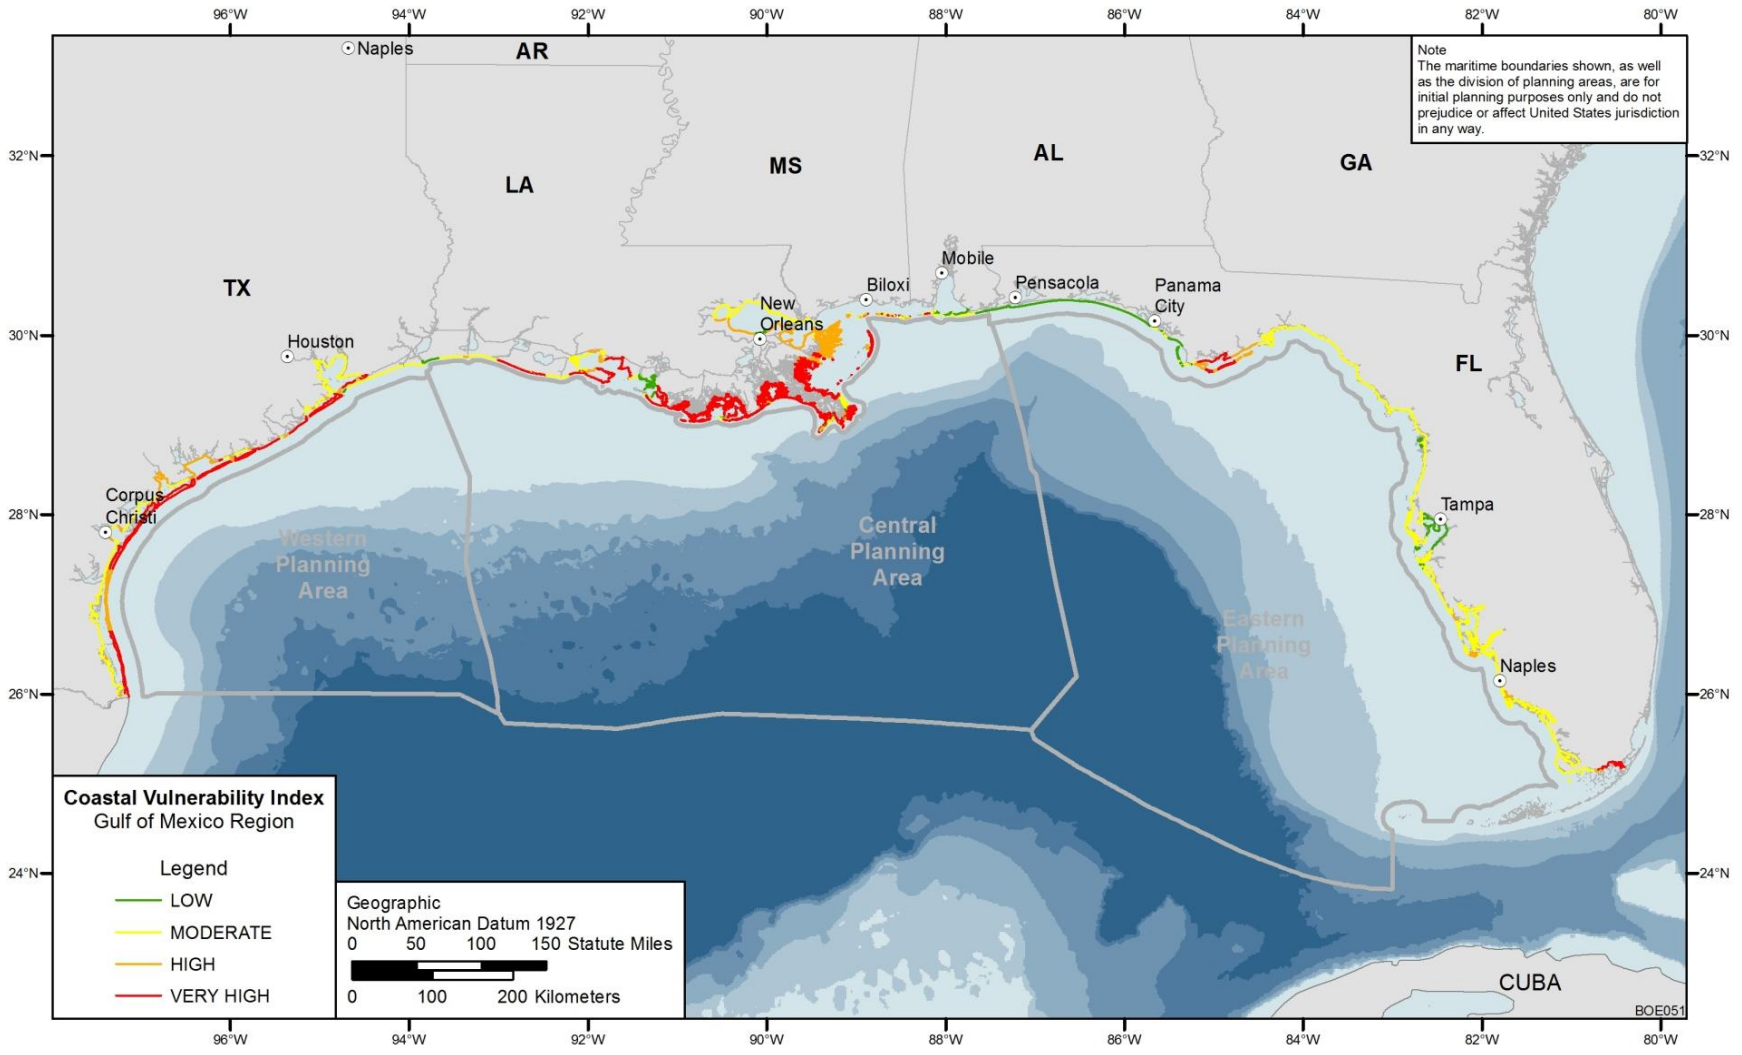 96°W
94°W
92°W
90°W
88°W
86°W
84°W
82°W
80°W
Naples
AR
Note
The maritime boundaries shown, as well
as the division of planning areas, are for
initial planning purposes only and do not
prejudice or affect United States jurisdiction
in any way.
32°N
32°N
LA
MS
AL
GA
TX
Mobile
Biloxi
Pensacola
Panama
City
New
Orleans
30°N
30°N
Houston
FL
Corpus
Christi
28°N
28°N
Tampa
Western
Planning
Area
Central
Planning
Area
Eastern
Planning
Area
Naples
26°N
26°N
24°N
24°N
Coastal Vulnerability Index
Gulf of Mexico Region
Legend
LOW
MODERATE
HIGH
VERY HIGH
Geographic
North American Datum 1927
0 50 100 150 Statute Miles
0 100 200 Kilometers
CUBA
BOE051
96°W
94°W
92°W
90°W
88°W
86°W
84°W
82°W
80°W